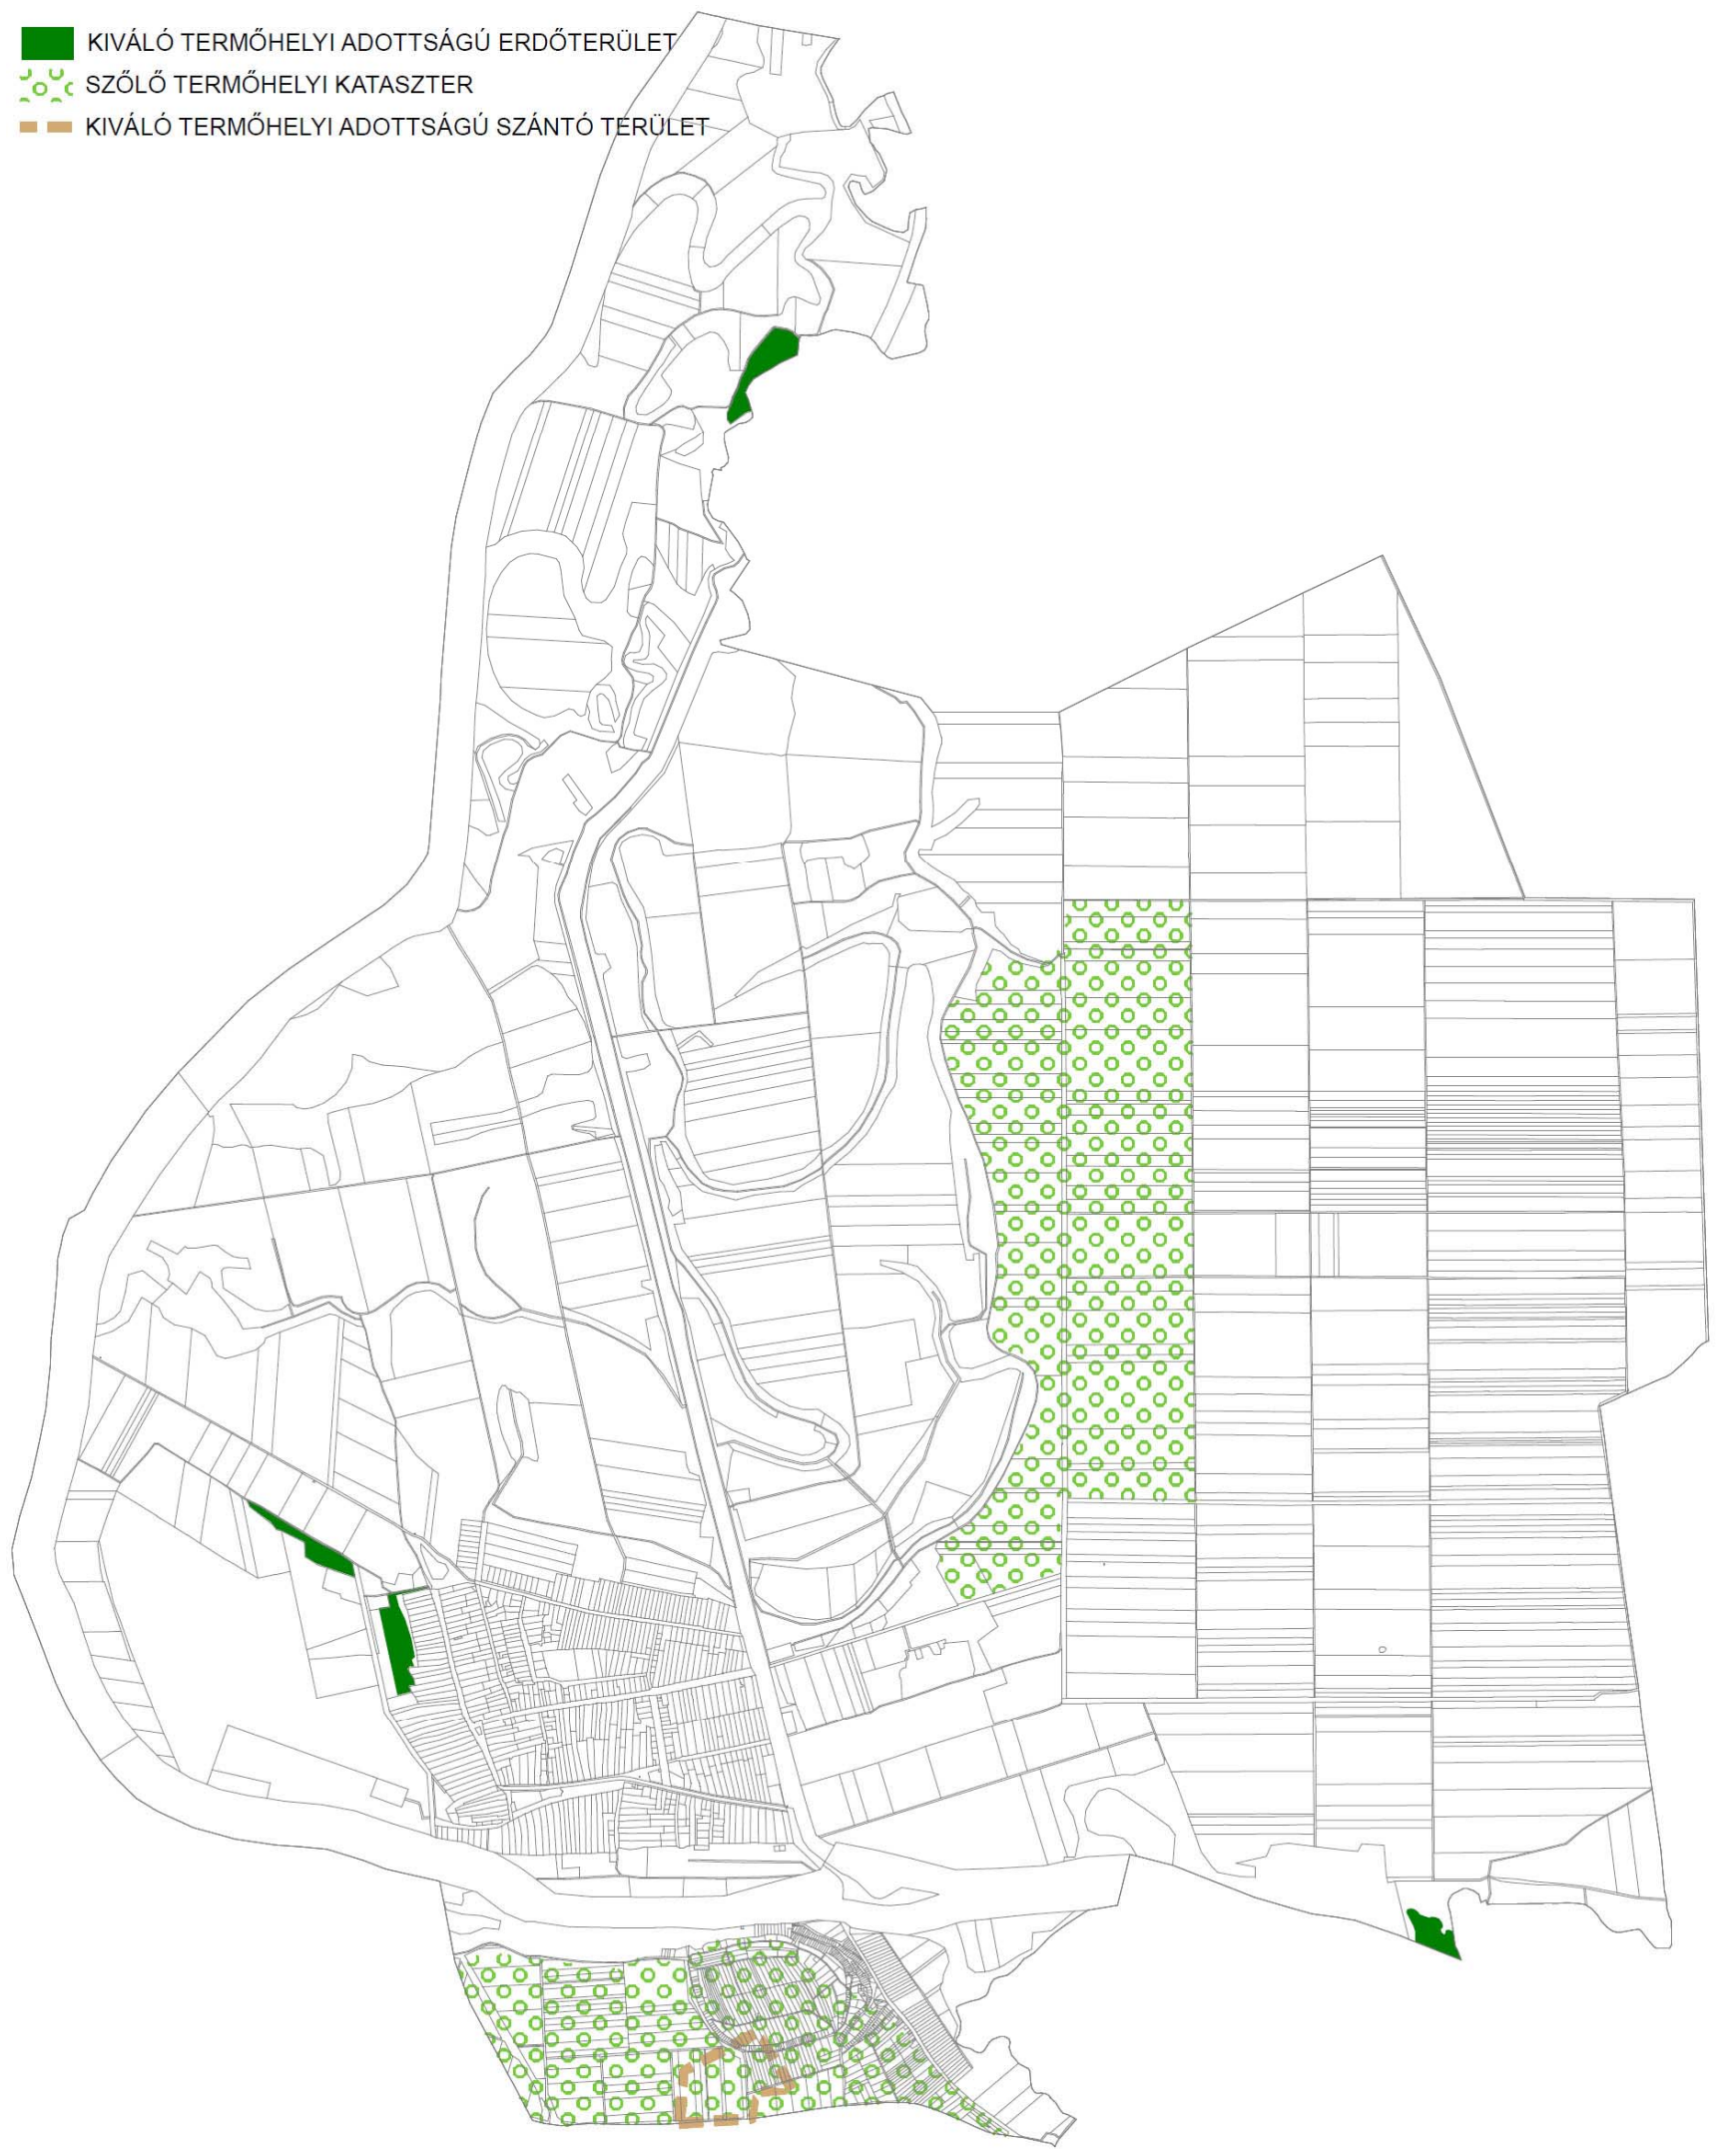 KIVÁLÓ TERMŐHELYI ADOTTSÁGÚ ERDŐTERÜLET
SZŐLŐ TERMŐHELYI KATASZTER
KIVÁLÓ TERMŐHELYI ADOTTSÁGÚ SZÁNTÓ TERÜLET